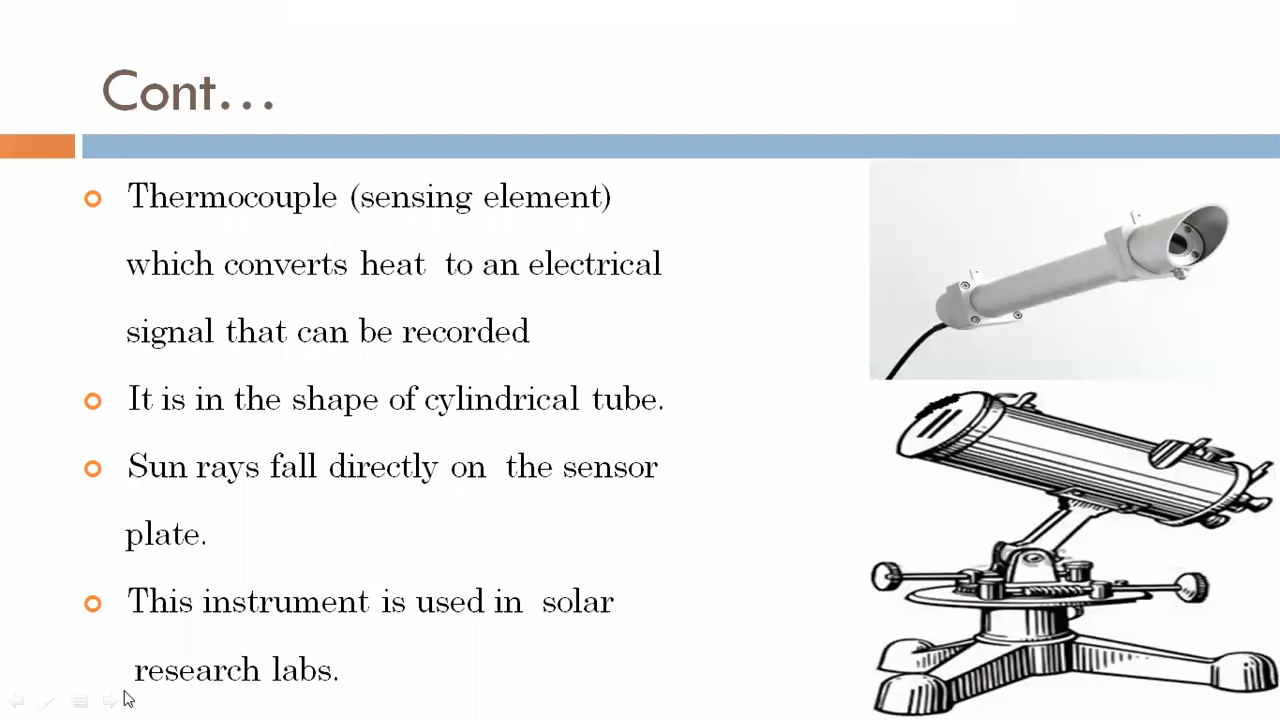 Cont...
Thermocouple (sensing element)
which converts heat to an electrical
signal that can be recorded
It is in the shape of cylindrical tube.
Sun rays fall directly on the sensor
plate.
This instrument is used in solar
research labs.